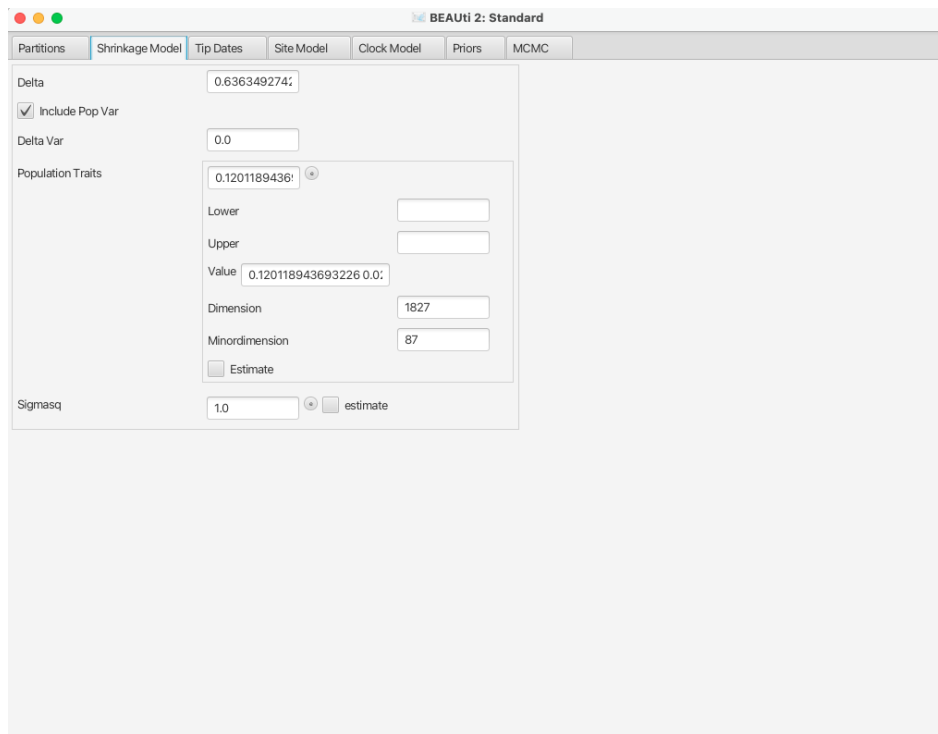 BEAUti 2: Standard
Partitions Shrinkage Model Tip Dates Site Model Clock Model Priors MCMC
Delta 0.6363492742
Include Pop Var
Delta Var 0.0
Population Traits 0.1201189436
Lower
Upper
Value 0.120118943693226 0.02
Dimension 1827
Minordimension 87
Estimate
Sigmasq 1.0 estimate